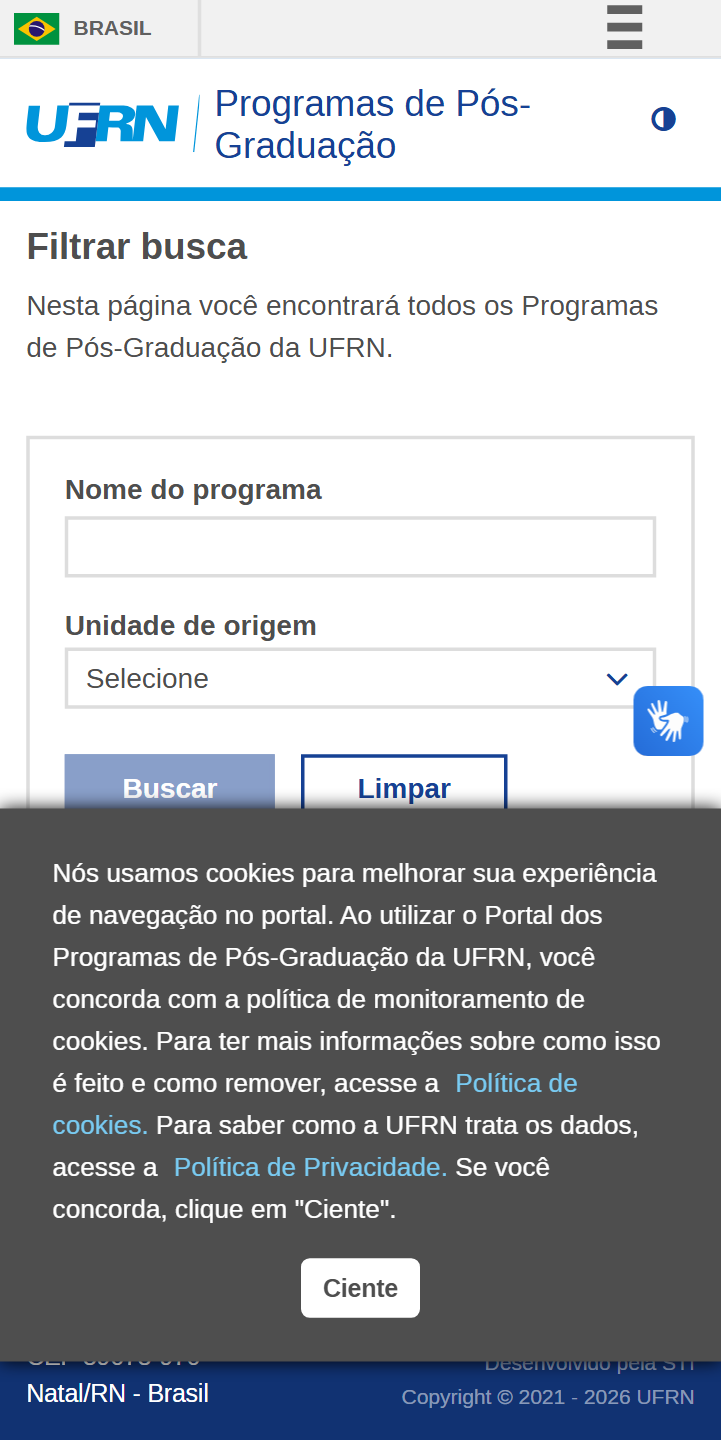 BRASIL
UFRN
Programas de Pós-
Graduação
Filtrar busca
Nesta página você encontrará todos os Programas
de Pós-Graduação da UFRN.
Nome do programa
Unidade de origem
Selecione
Buscar
Limpar
Nós usamos cookies para melhorar sua experiência
de navegação no portal. Ao utilizar o Portal dos
Programas de Pós-Graduação da UFRN, você
concorda com a política de monitoramento de
cookies. Para ter mais informações sobre como isso
é feito e como remover, acesse a Política de
cookies. Para saber como a UFRN trata os dados,
acesse a Política de Privacidade. Se você
concorda, clique em "Ciente".
Ciente
Desenvolvido pela STI
Natal/RN - Brasil
Copyright © 2021 - 2026 UFRN